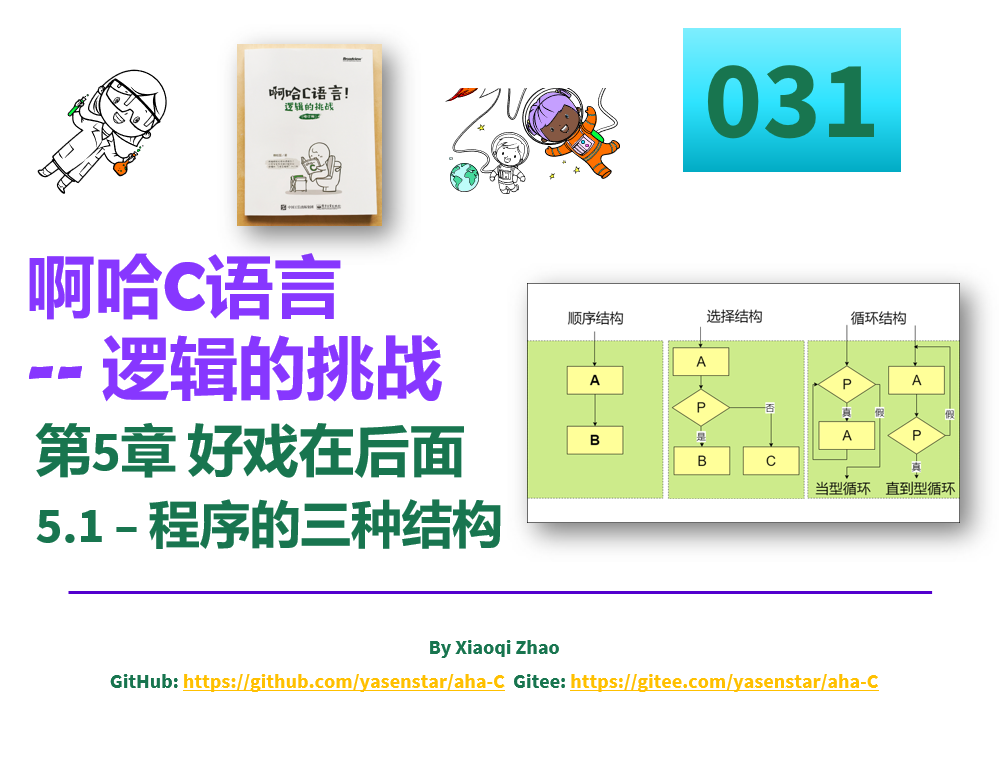 啊哈C语言!
逻辑的挑战
031
啊哈C语言
-- 逻辑的挑战
第5章 好戏在后面
5.1 – 程序的三种结构
顺序结构
选择结构
循环结构
A
B
A
P
否
是
B
C
P
真
假
A
当型循环
A
P
假
真
直到型循环
By Xiaoqi Zhao
GitHub: https://github.com/yasenstar/aha-C Gitee: https://gitee.com/yasenstar/aha-C